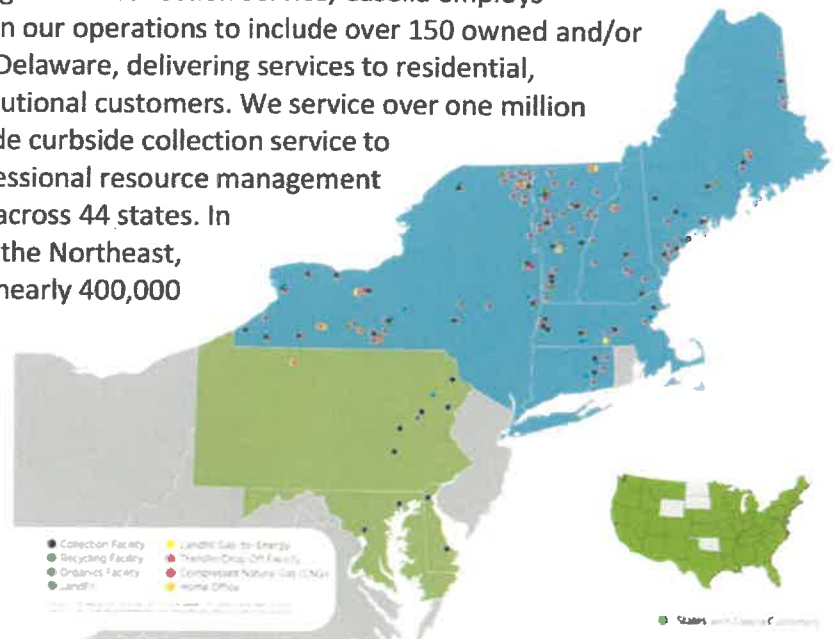 n our operations to include over 150 owned and/or
Delaware, delivering services to residential,
utional customers. We service over one million
de curbside collection service to
essional resource management
across 44 states. In
the Northeast,
nearly 400,000
Collection Facility
Recycling Facility
Organics Facility
Landfill
Landfill Gas-to-Energy
Transfer/Drop Off Facility
Compressed Natural Gas (CNG)
Home Office
States with Casella Customers